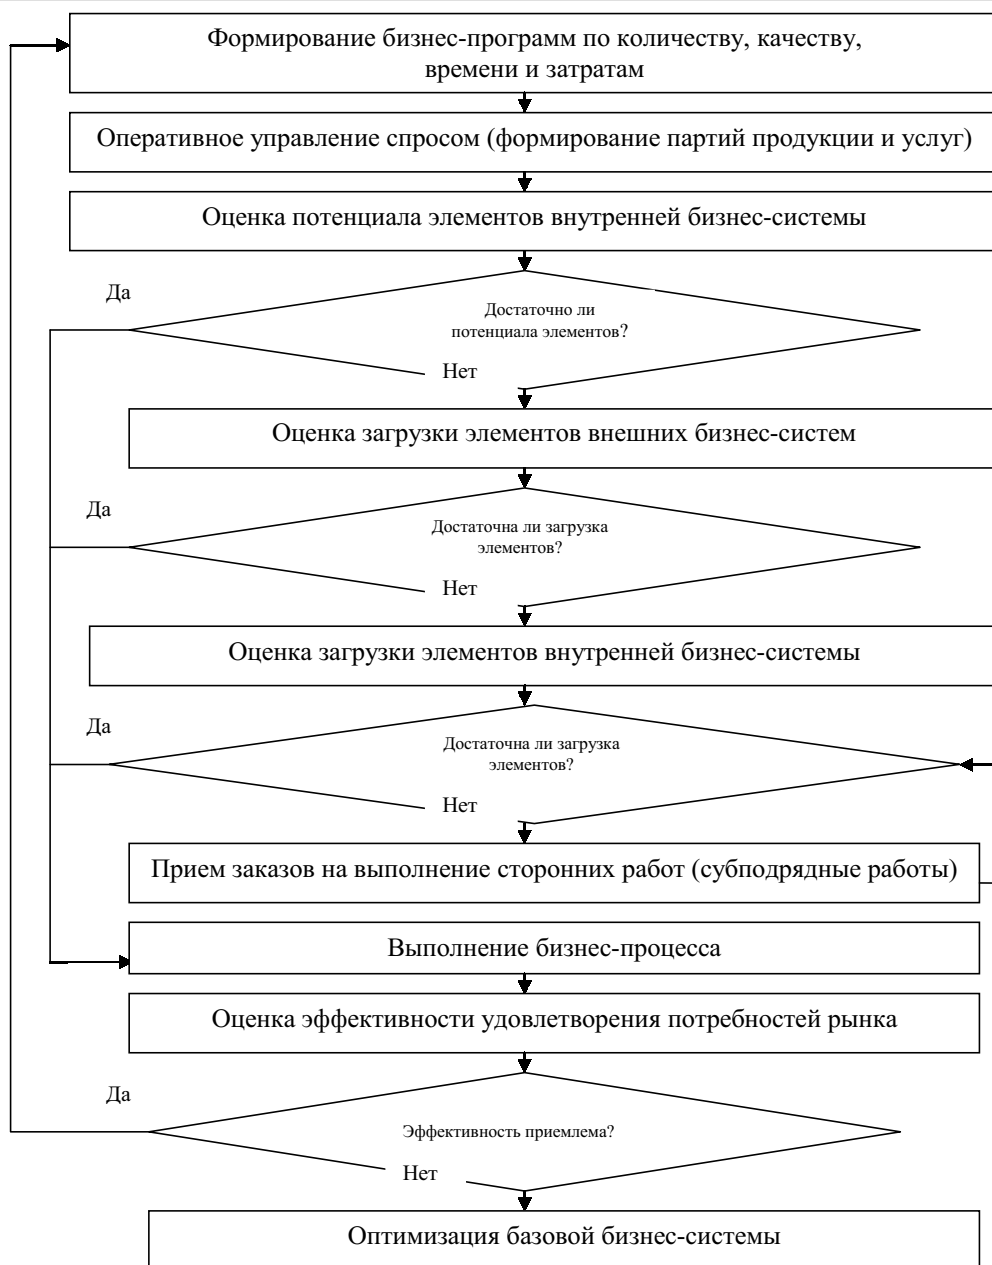 Формирование бизнес-программ по количеству, качеству,
времени и затратам
Оперативное управление спросом (формирование партий продукции и услуг)
Оценка потенциала элементов внутренней бизнес-системы
Да
Достаточно ли
потенциала элементов?
Нет
Оценка загрузки элементов внешних бизнес-систем
Да
Достаточна ли загрузка
элементов?
Нет
Оценка загрузки элементов внутренней бизнес-системы
Да
Достаточна ли загрузка
элементов?
Нет
Прием заказов на выполнение сторонних работ (субподрядные работы)
Выполнение бизнес-процесса
Оценка эффективности удовлетворения потребностей рынка
Да
Эффективность приемлема?
Нет
Оптимизация базовой бизнес-системы